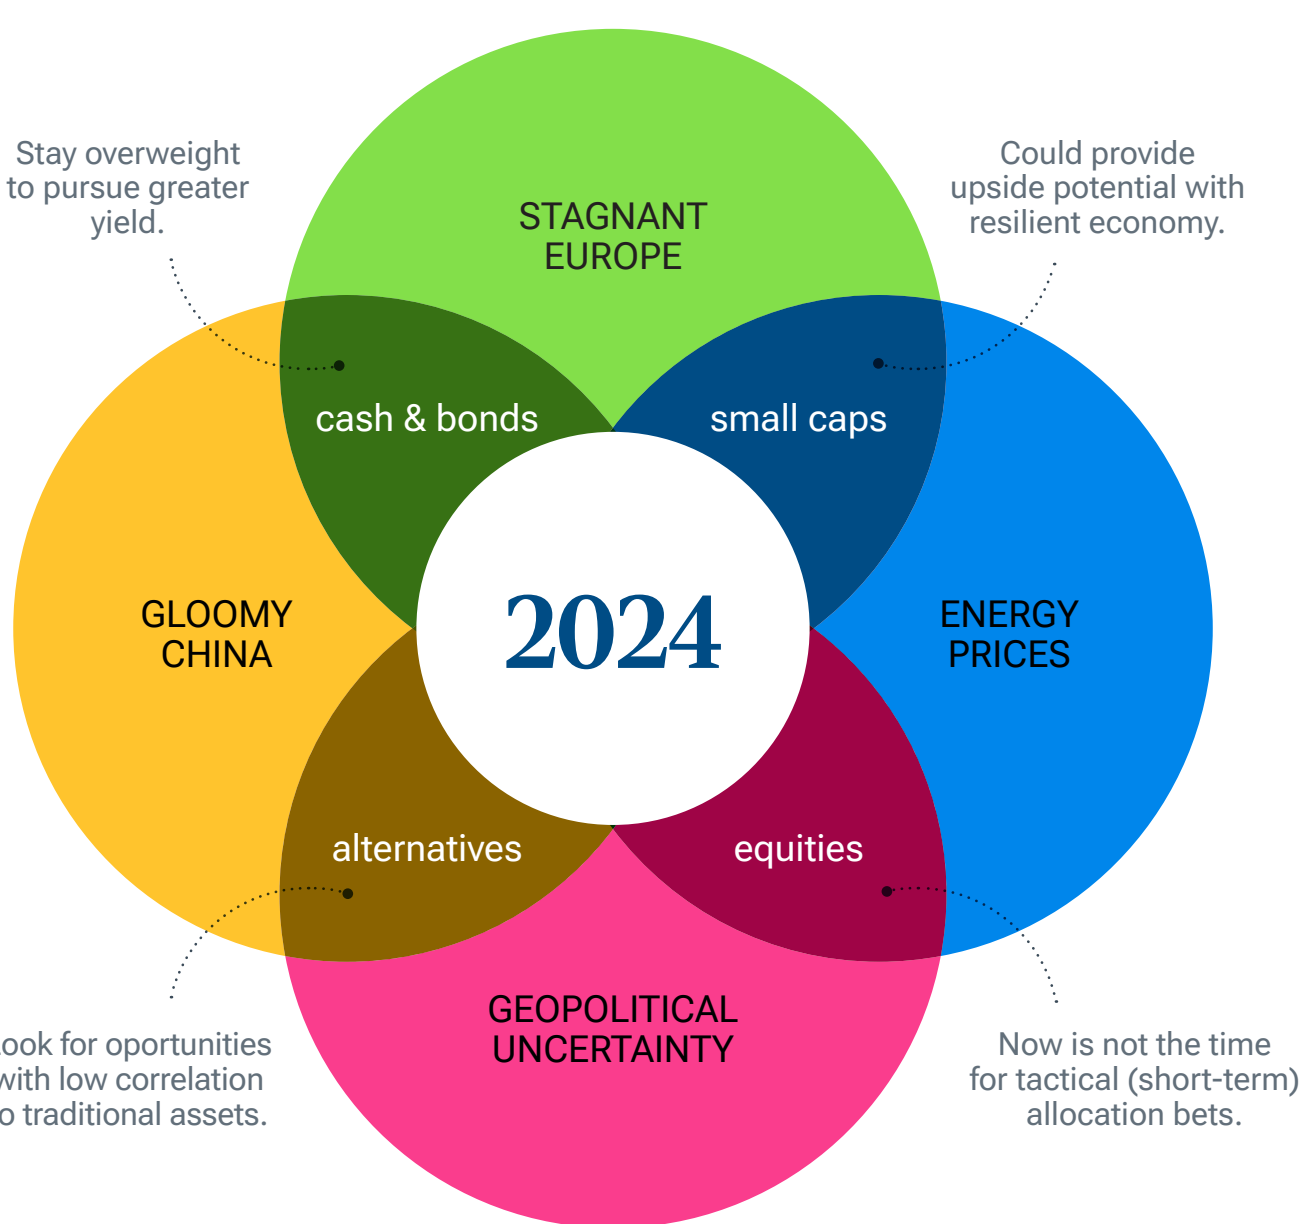 Stay overweight
to pursue greater
yield.
Could provide
upside potential with
resilient economy.
STAGNANT
EUROPE
cash & bonds
small caps
GLOOMY
CHINA
2024
ENERGY
PRICES
alternatives
equities
GEOPOLITICAL
UNCERTAINTY
ook for oportunities
with low correlation
o traditional assets.
Now is not the time
for tactical (short-term)
allocation bets.